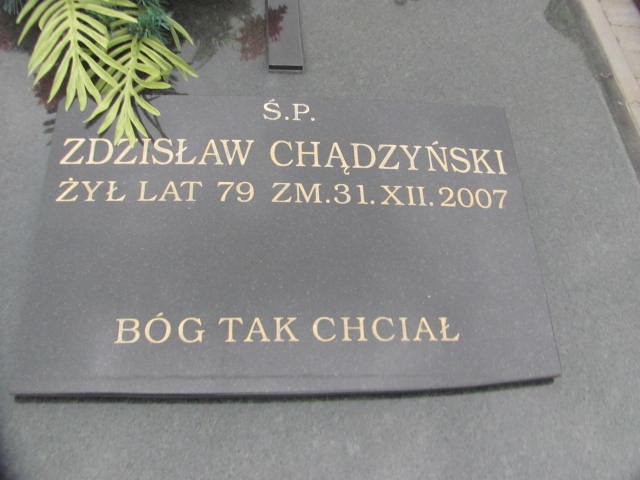 Ś.P.
ZDZISŁAW CHĄDZYŃSKI
ŻYŁ LAT 79 ZM.31.XII.2007
BÓG TAK CHCIAŁ